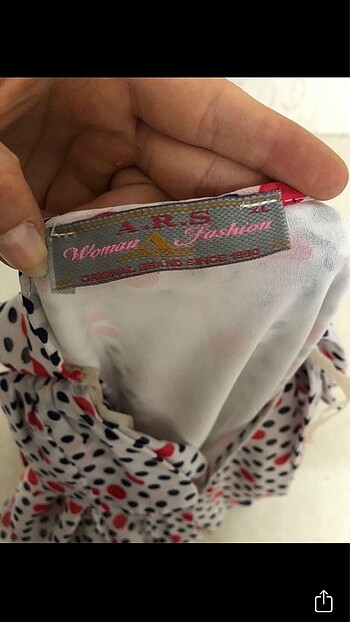 A.R.S
Woman Fashion
ORIGINAL BRAND SINCE 1990